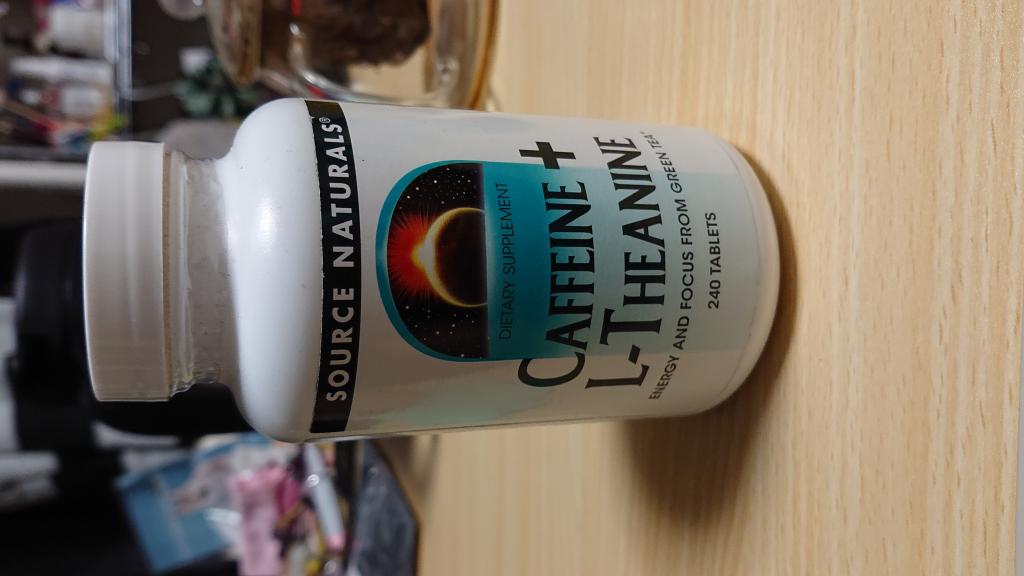 SOURCE NATURALS®
DIETARY SUPPLEMENT
CAFFEINE +
L-THEANINE
ENERGY AND FOCUS FROM GREEN TEA*
240 TABLETS